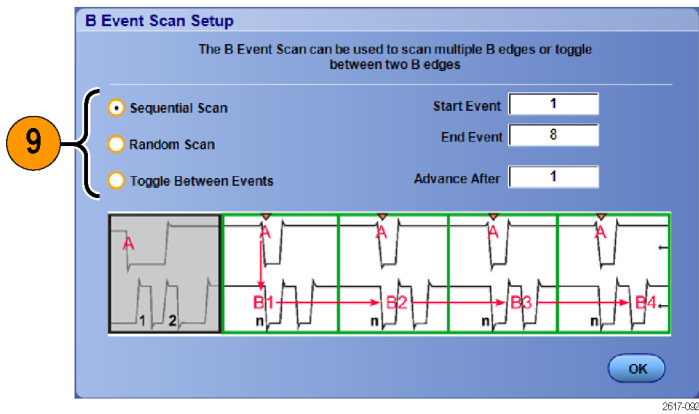 B Event Scan Setup
The B Event Scan can be used to scan multiple B edges or toggle
between two B edges
9
Sequential Scan
Random Scan
Toggle Between Events
Start Event 1
End Event 8
Advance After 1
A A A A A
1 2 n B1 n B2 n B3 n B4
OK
2617-092